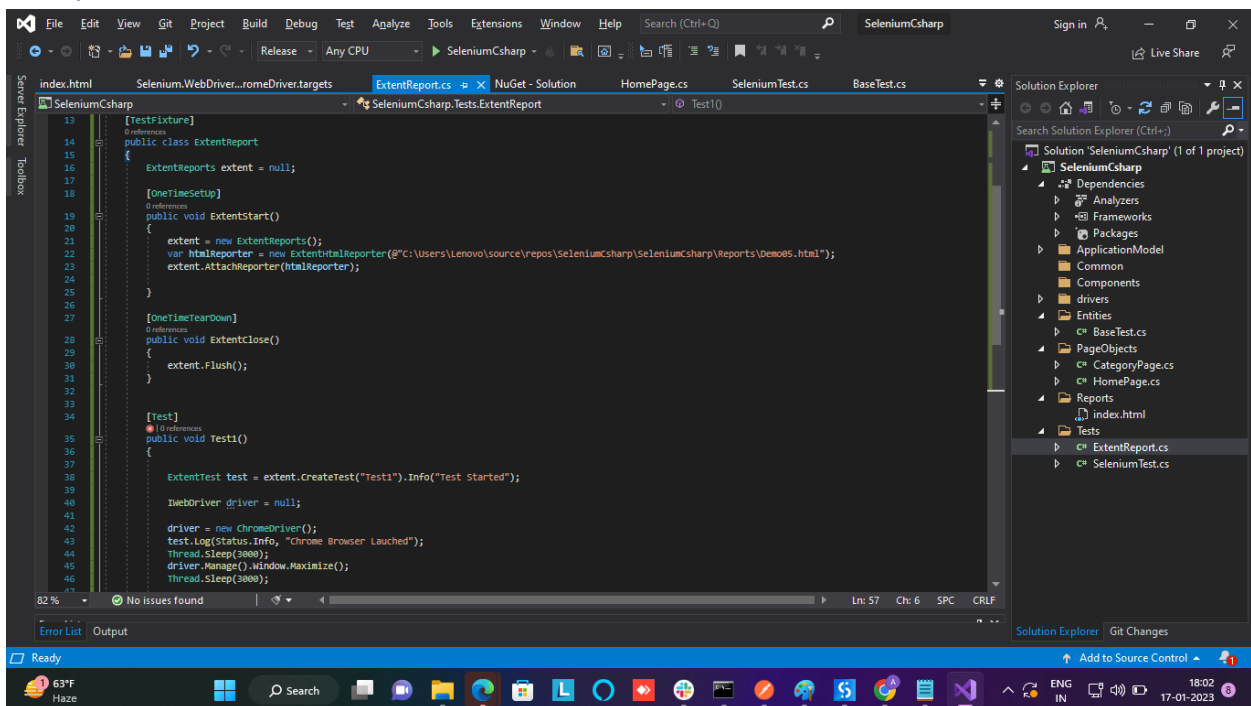 File Edit View Git Project Build Debug Test Analyze Tools Extensions Window Help Search (Ctrl+Q) SeleniumCsharp Sign in
Release Any CPU SeleniumCsharp Live Share
index.html Selenium.WebDriver...romeDriver.targets ExtentReport.cs NuGet - Solution HomePage.cs SeleniumTest.cs BaseTest.cs
SeleniumCsharp SeleniumCsharp.Tests.ExtentReport Test1()
Server Explorer
Toolbox
13 [TestFixture]
0 references
14 public class ExtentReport
15 {
16 ExtentReports extent = null;
17
18 [OneTimeSetUp]
0 references
19 public void ExtentStart()
20 {
21 extent = new ExtentReports();
22 var htmlReporter = new ExtentHtmlReporter(@"C:\Users\Lenovo\source\repos\SeleniumCsharp\SeleniumCsharp\Reports\Demo05.html");
23 extent.AttachReporter(htmlReporter);
24
25 }
26
27 [OneTimeTearDown]
0 references
28 public void ExtentClose()
29 {
30 extent.Flush();
31 }
32
33
34 [Test]
0 references
35 public void Test1()
36 {
37
38 ExtentTest test = extent.CreateTest("Test1").Info("Test Started");
39
40 IWebDriver driver = null;
41
42 driver = new ChromeDriver();
43 test.Log(Status.Info, "Chrome Browser Lauched");
44 Thread.Sleep(3000);
45 driver.Manage().Window.Maximize();
46 Thread.Sleep(3000);
47
82 % No issues found Ln: 57 Ch: 6 SPC CRLF
Error List Output
Solution Explorer
Search Solution Explorer (Ctrl+;)
Solution 'SeleniumCsharp' (1 of 1 project)
SeleniumCsharp
Dependencies
Analyzers
Frameworks
Packages
ApplicationModel
Common
Components
drivers
Entities
C# BaseTest.cs
PageObjects
C# CategoryPage.cs
C# HomePage.cs
Reports
index.html
Tests
C# ExtentReport.cs
C# SeleniumTest.cs
Solution Explorer Git Changes
Ready Add to Source Control 1
1 63°F
Haze
Search
L
S
ENG
IN
18:02
17-01-2023
8